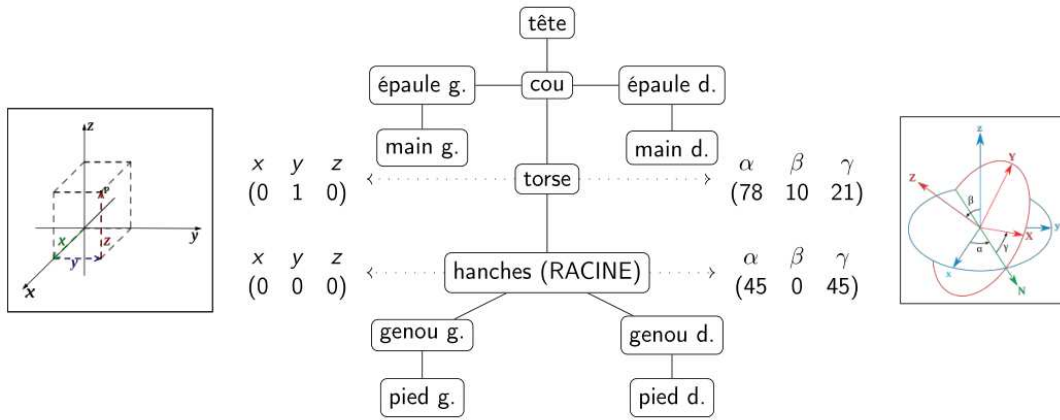 tête
épaule g.
cou
épaule d.
main g.
main d.
x y z
(0 1 0)
torse
α β γ
(78 10 21)
x y z
(0 0 0)
hanches (RACINE)
α β γ
(45 0 45)
genou g.
genou d.
pied g.
pied d.
z
P
x
z
y
y
x
z
Y
Z
β
X
y
α
γ
x
N